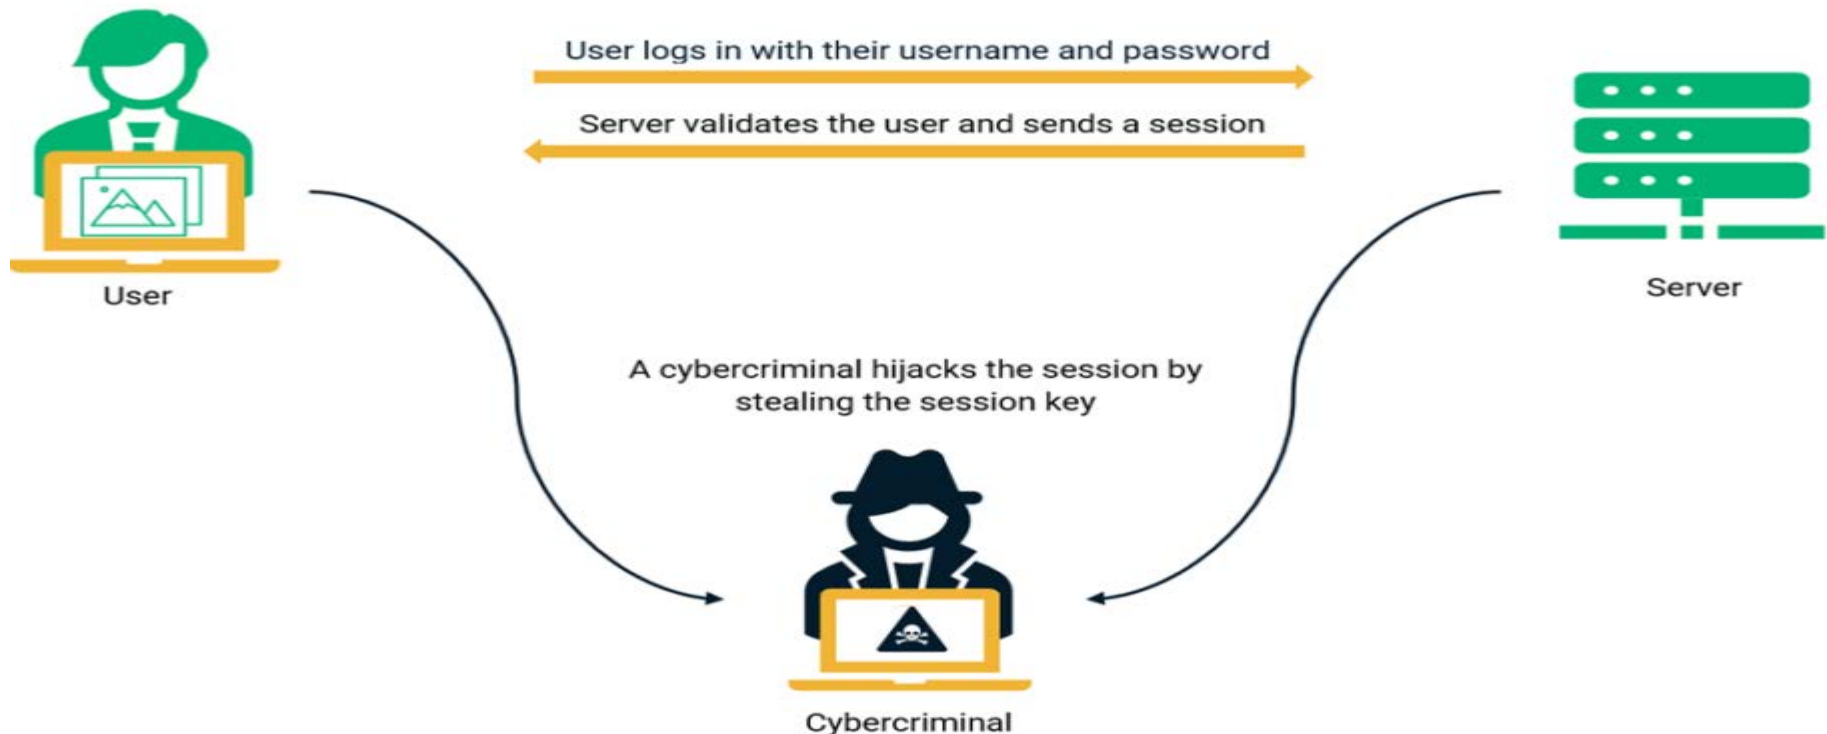 User logs in with their username and password
Server validates the user and sends a session
User
Server
A cybercriminal hijacks the session by
stealing the session key
Cybercriminal